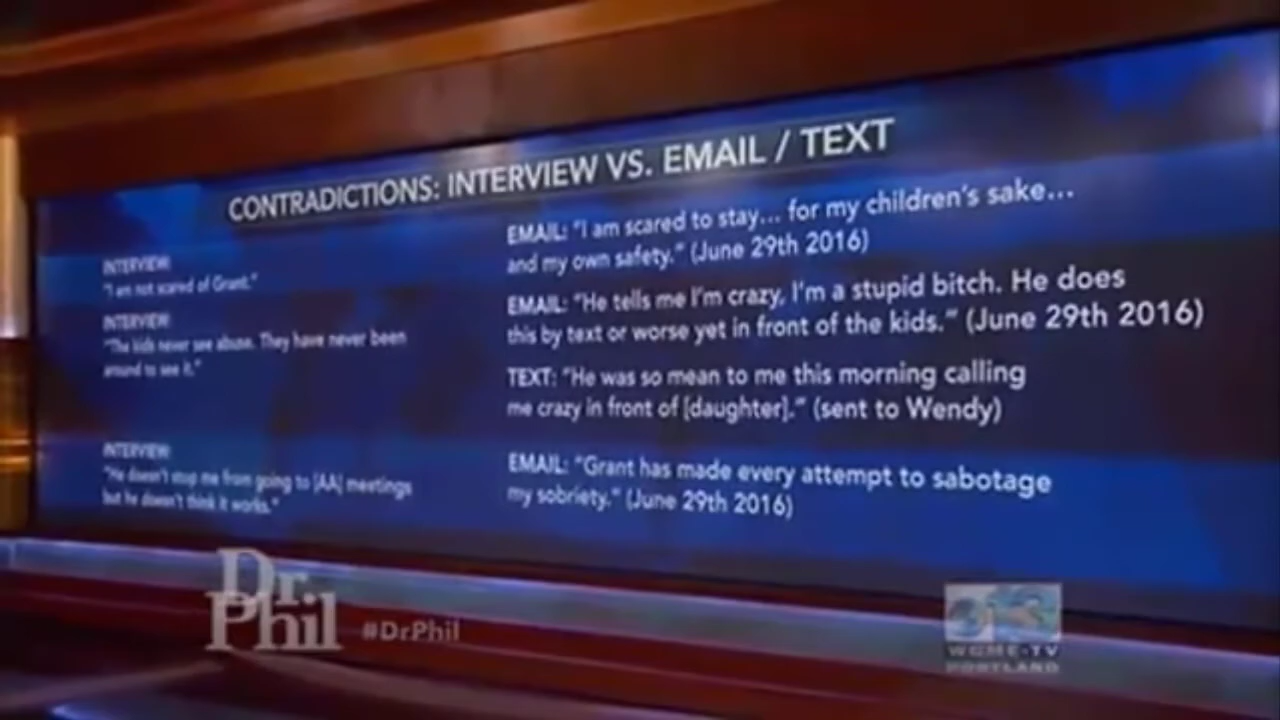 CONTRADICTIONS: INTERVIEW VS. EMAIL / TEXT
INTERVIEW:
"I am not scared of Grant."
EMAIL: "I am scared to stay... for my children's sake...
and my own safety." (June 29th 2016)
INTERVIEW:
"The kids never see abuse. They have never been
around to see it."
EMAIL: "He tells me I'm crazy, I'm a stupid bitch. He does
this by text or worse yet in front of the kids." (June 29th 2016)
TEXT: "He was so mean to me this morning calling
me crazy in front of [daughter]." (sent to Wendy)
INTERVIEW:
"He doesn't stop me from going to [AA] meetings
but he doesn't think it works."
EMAIL: "Grant has made every attempt to sabotage
my sobriety." (June 29th 2016)
Dr.
Phil
#DrPhil
WGME-TV
PORTLAND